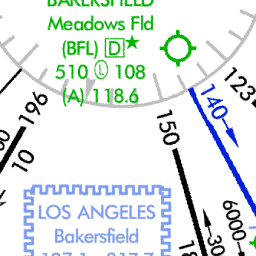 BAKERSFIELD
Meadows Fld
(BFL) D★
510 Ⓛ 108
(A) 118.6
123
140
196
150
10
6000
30
LOS ANGELES
Bakersfield